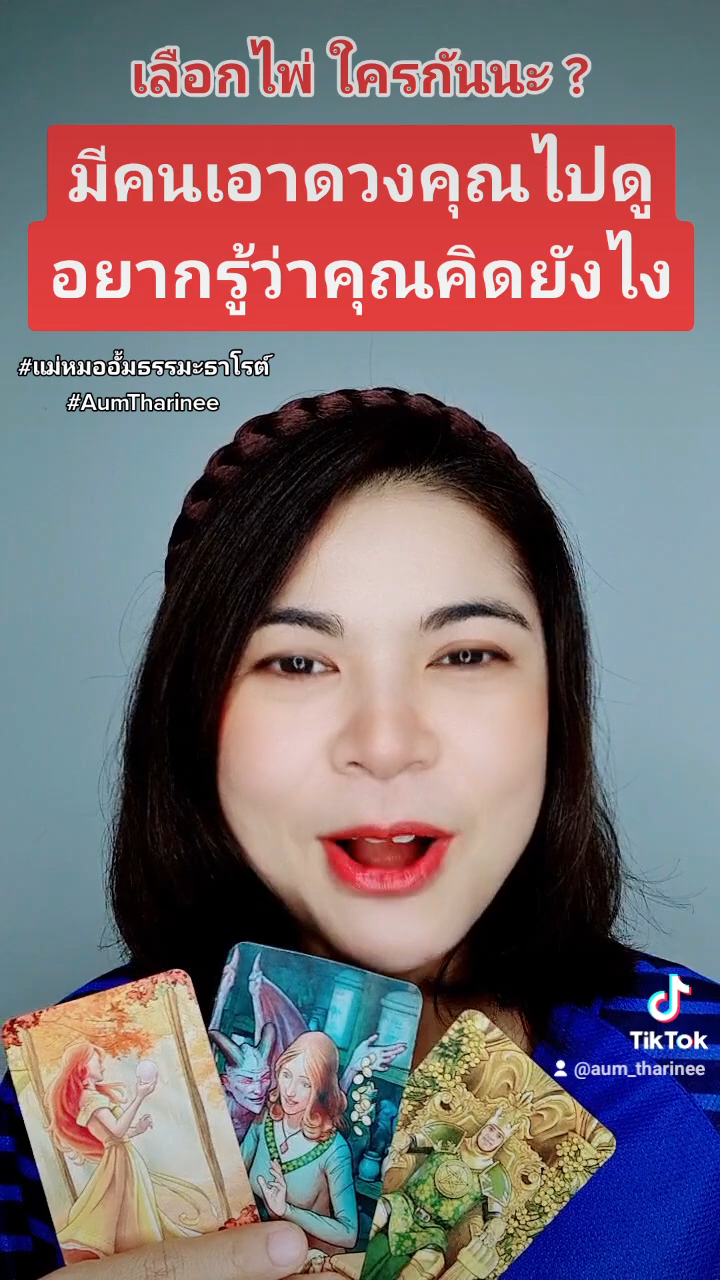 เลือกไพ่ ใครกันนะ ?
มีคนเอาดวงคุณไปดู
อยากรู้ว่าคุณคิดยังไง
#แม่หมออั้มธรรมะธาโรต์
#AumTharinee
TikTok
@aum_tharinee